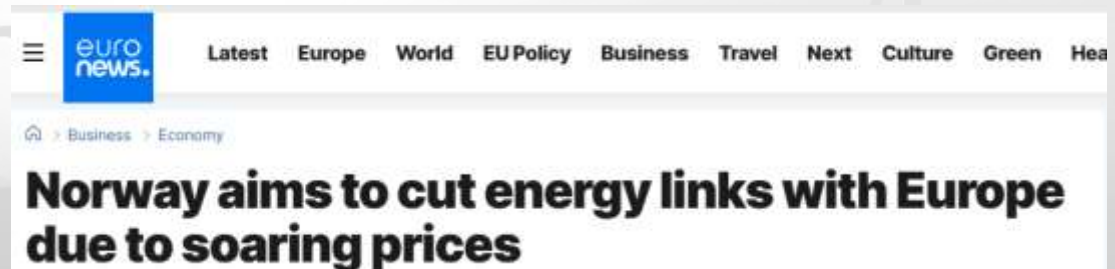 euro
news.
Latest Europe World EU Policy Business Travel Next Culture Green Hea
Business > Economy
Norway aims to cut energy links with Europe
due to soaring prices